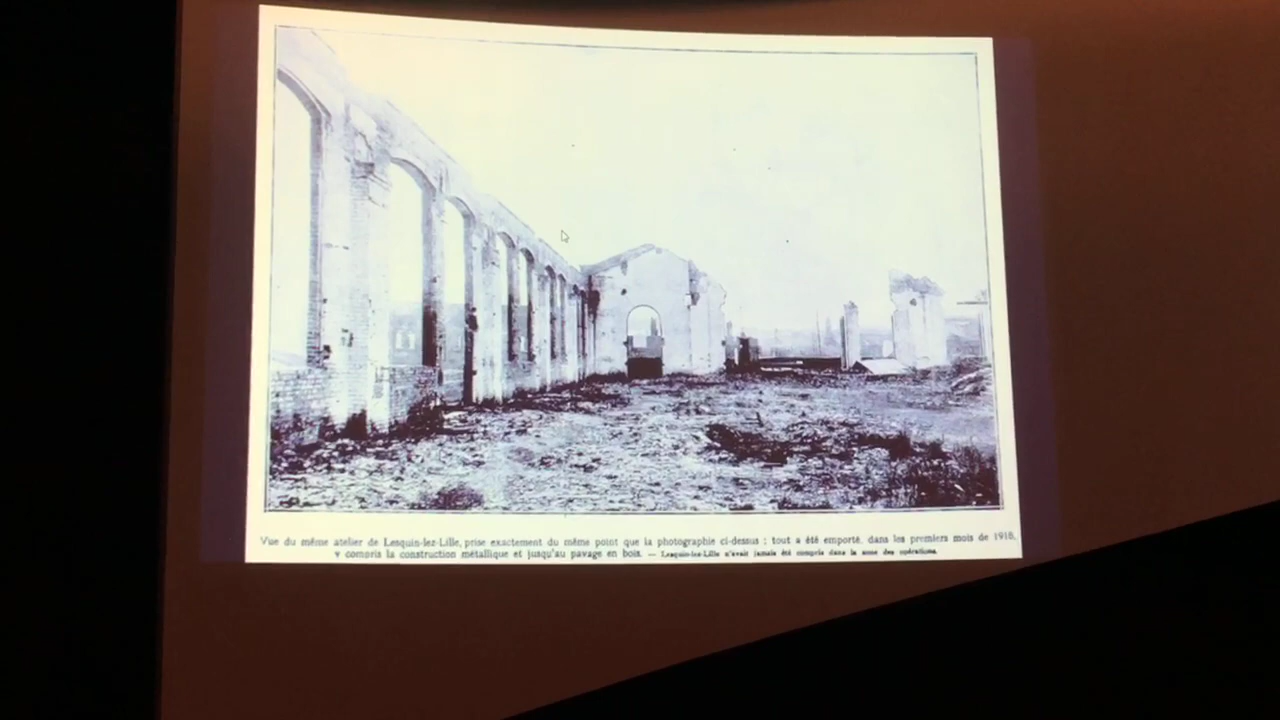 Vue du même atelier de Lesquin-lez-Lille, prise exactement du même point que la photographie ci-dessus ; tout a été emporté, dans les premiers mois de 1918,
y compris la construction métallique et jusqu'au pavage en bois. — Lesquin-lez-Lille n'avait jamais été compris dans la zone des opérations.